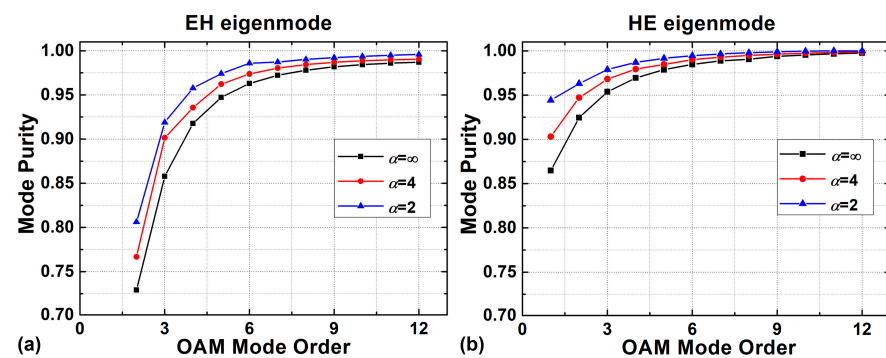 EH eigenmode
1.00
0.95
0.90
0.85
0.80
0.75
0.70
Mode Purity
α=∞
α=4
α=2
0 3 6 9 12
OAM Mode Order
(a)
HE eigenmode
1.00
0.95
0.90
0.85
0.80
0.75
0.70
Mode Purity
α=∞
α=4
α=2
0 3 6 9 12
OAM Mode Order
(b)